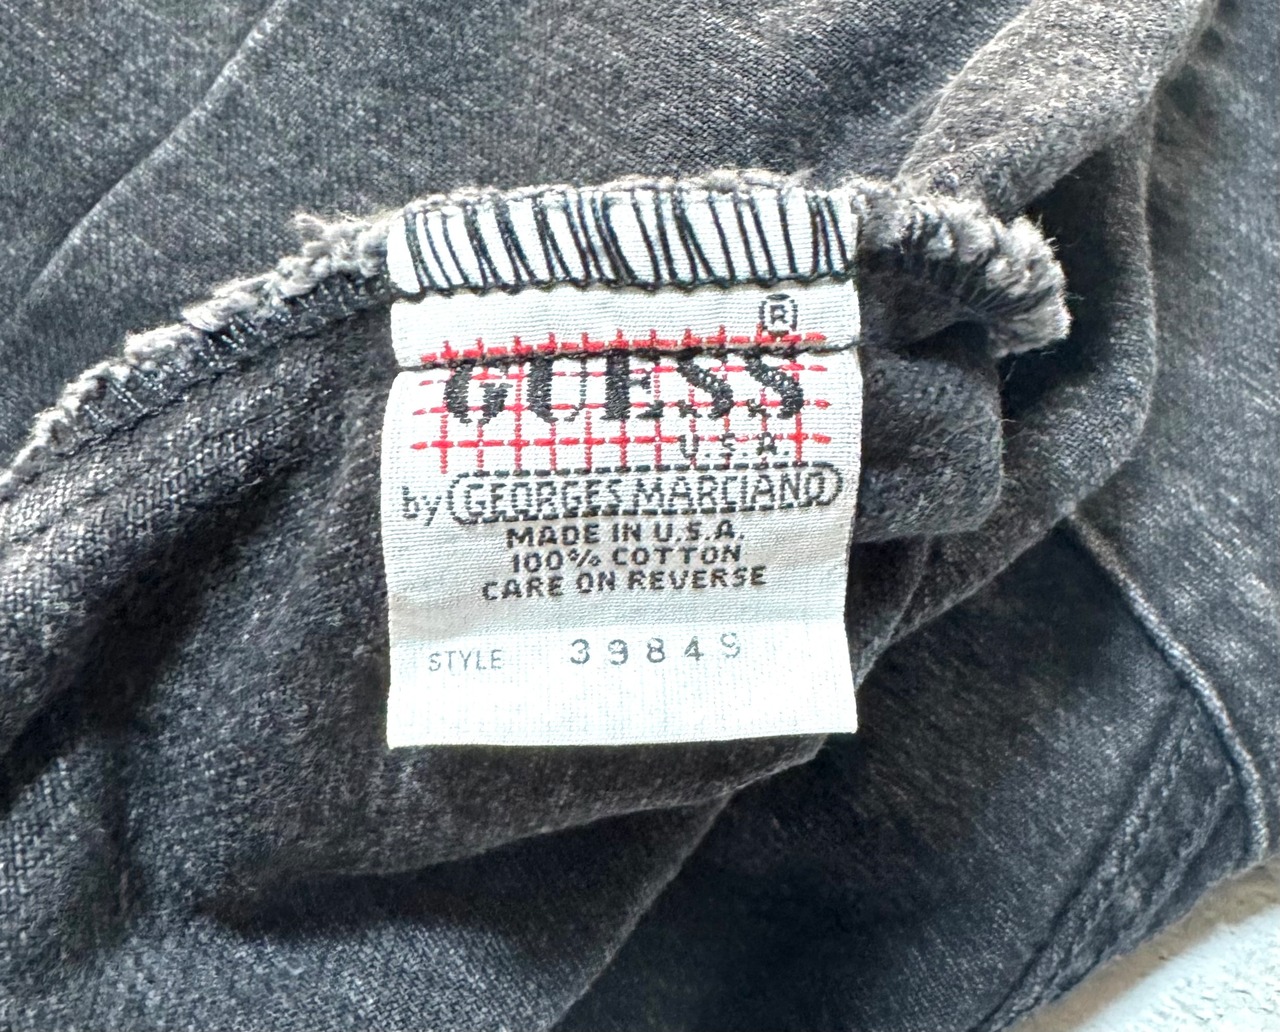 ®
GUESS
U.S.A.
by GEORGES MARCIANO
MADE IN U.S.A.
100% COTTON
CARE ON REVERSE
STYLE 39849